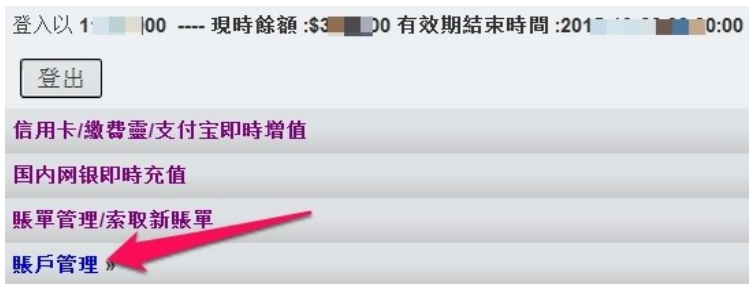 登入以 1 00 ---- 現時餘額 :$3 00 有效期結束時間 :201 0:00
登出
信用卡/繳費靈/支付宝即時增值
国内网银即時充值
賬單管理/索取新賬單
賬戶管理 »